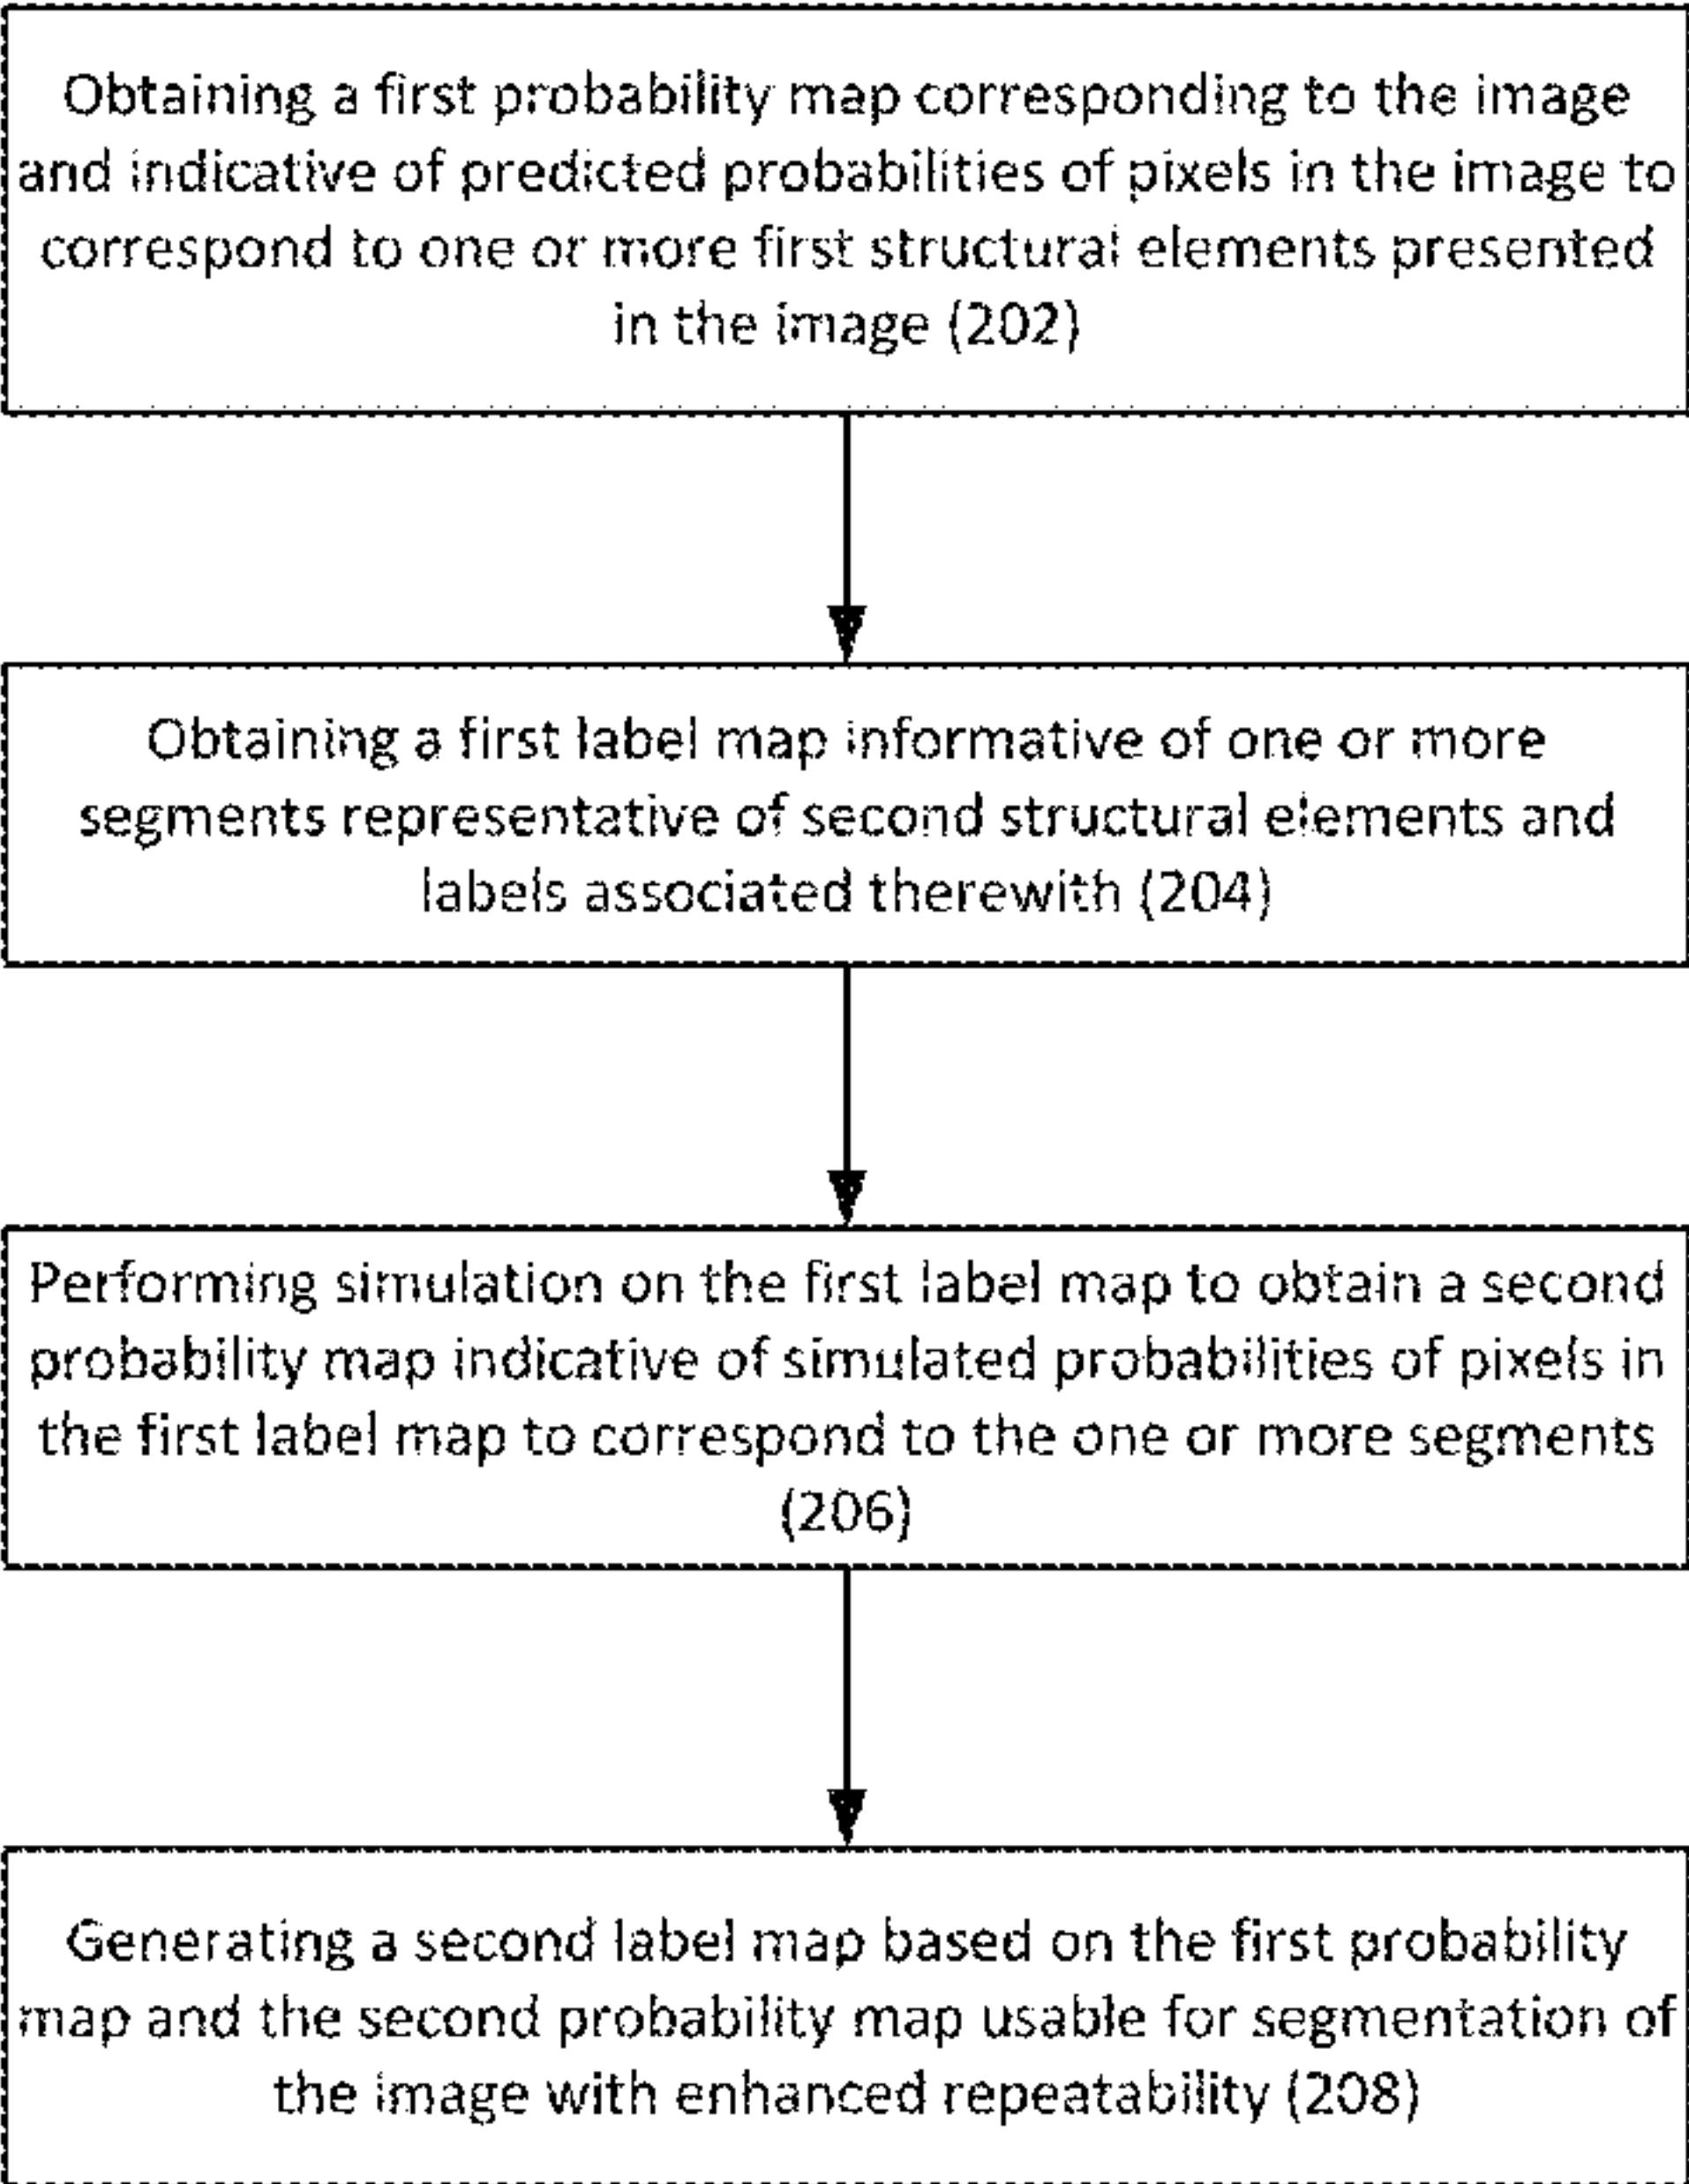 Obtaining a first probability map corresponding to the image
and indicative of predicted probabilities of pixels in the image to
correspond to one or more first structural elements presented
in the image (202)
Obtaining a first label map informative of one or more
segments representative of second structural elements and
labels associated therewith (204)
Performing simulation on the first label map to obtain a second
probability map indicative of simulated probabilities of pixels in
the first label map to correspond to the one or more segments
(206)
Generating a second label map based on the first probability
map and the second probability map usable for segmentation of
the image with enhanced repeatability (208)